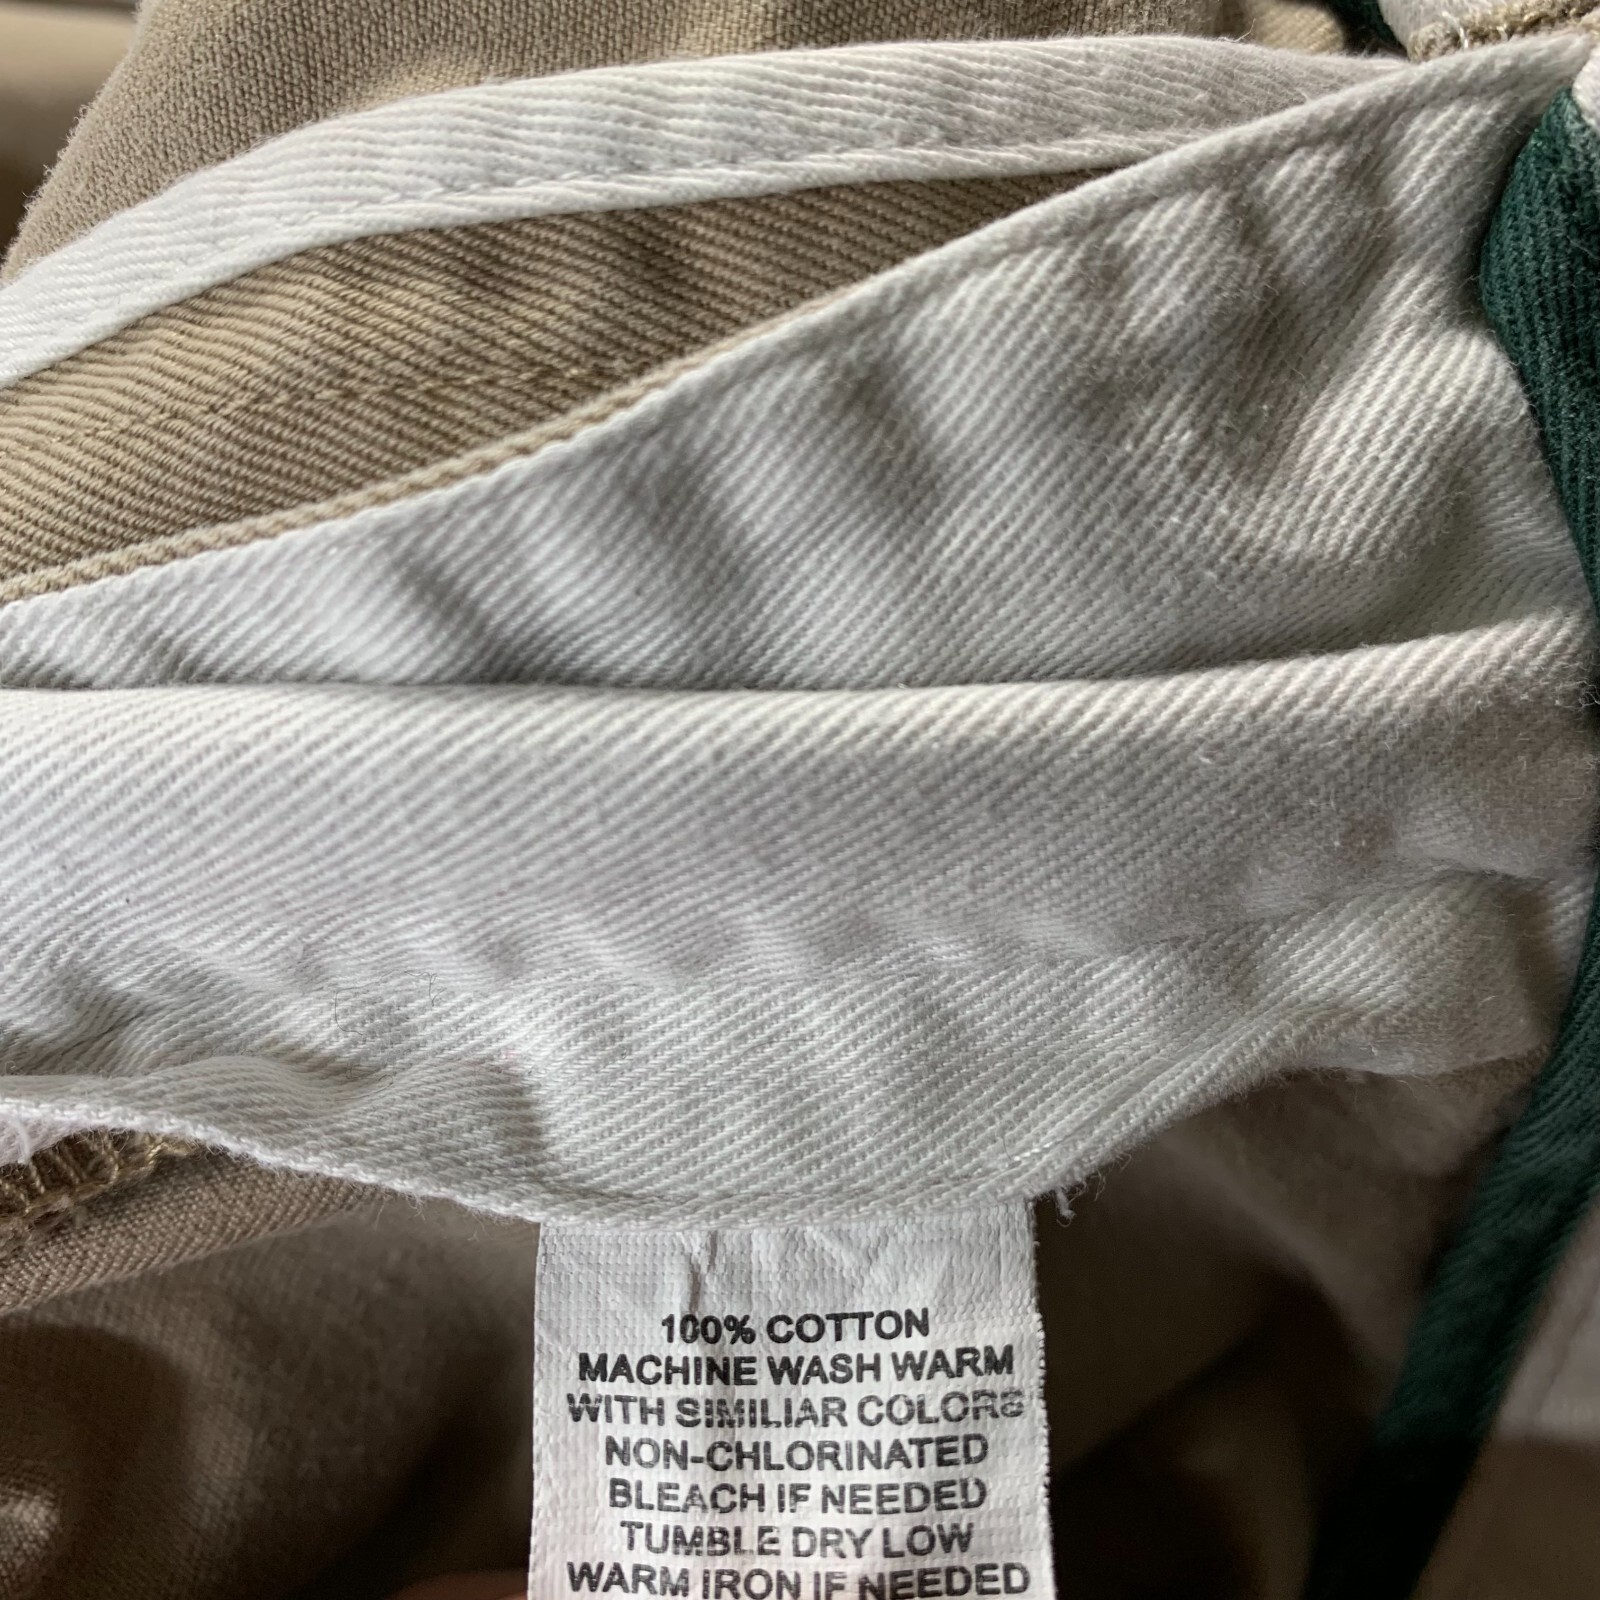 100% COTTON
MACHINE WASH WARM
WITH SIMILIAR COLORS
NON-CHLORINATED
BLEACH IF NEEDED
TUMBLE DRY LOW
WARM IRON IF NEEDED